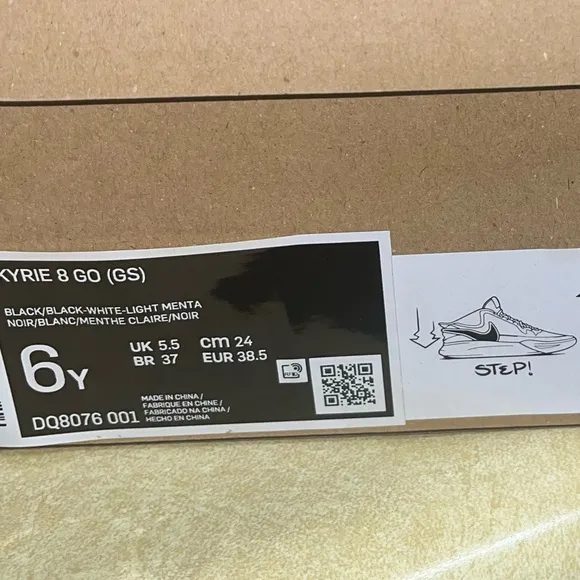 KYRIE 8 GO (GS)
BLACK/BLACK-WHITE-LIGHT MENTA
NOIR/BLANC/MENTHE CLAIRE/NOIR
6Y
UK 5.5
cm 24
BR 37
EUR 38.5
DQ8076 001
MADE IN CHINA /
FABRIQUE EN CHINE /
FABRICADO NA CHINA /
HECHO EN CHINA
STEP!